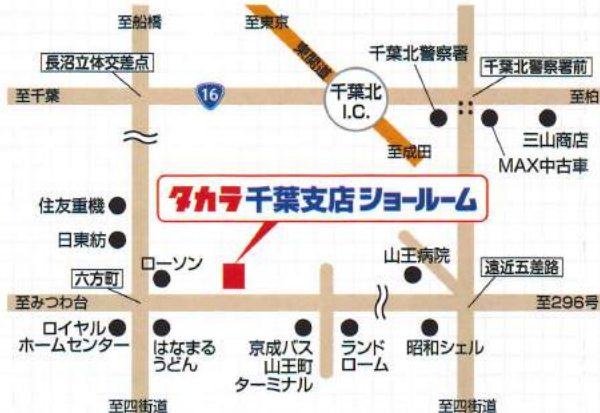 至船橋
至東京
東関道
千葉北警察署
長沼立体交差点
千葉北警察署前
至千葉
16
千葉北
I.C.
至柏
三山商店
MAX中古車
至成田
タカラ千葉支店ショールーム
住友重機
日東紡
六方町
ローソン
山王病院
遠近五差路
至みつわ台
至296号
ロイヤル
ホームセンター
はなまる
うどん
京成バス
山王町
ターミナル
ランド
ローム
昭和シェル
至四街道
至四街道